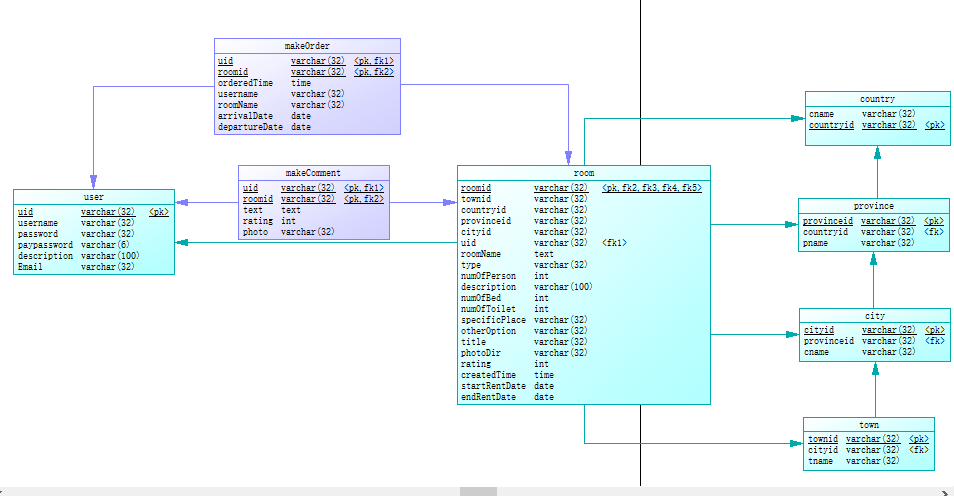 makeOrder
uid varchar(32) <pk,fk1>
roomid varchar(32) <pk,fk2>
orderedTime time
username varchar(32)
roomName varchar(32)
arrivalDate date
departureDate date
makeComment
uid varchar(32) <pk,fk1>
roomid varchar(32) <pk,fk2>
text text
rating int
photo varchar(32)
user
uid varchar(32) <pk>
username varchar(32)
password varchar(32)
paypassword varchar(6)
description varchar(100)
Email varchar(32)
room
roomid varchar(32) <pk,fk2,fk3,fk4,fk5>
townid varchar(32)
countryid varchar(32)
provinceid varchar(32)
cityid varchar(32)
uid varchar(32) <fk1>
roomName text
type varchar(32)
numOfPerson int
description varchar(100)
numOfBed int
numOfToilet int
specificPlace varchar(32)
otherOption varchar(32)
title varchar(32)
photoDir varchar(32)
rating int
createdTime time
startRentDate date
endRentDate date
country
cname varchar(32)
countryid varchar(32) <pk>
province
provinceid varchar(32) <pk>
countryid varchar(32) <fk>
pname varchar(32)
city
cityid varchar(32) <pk>
provinceid varchar(32) <fk>
cname varchar(32)
town
townid varchar(32) <pk>
cityid varchar(32) <fk>
tname varchar(32)